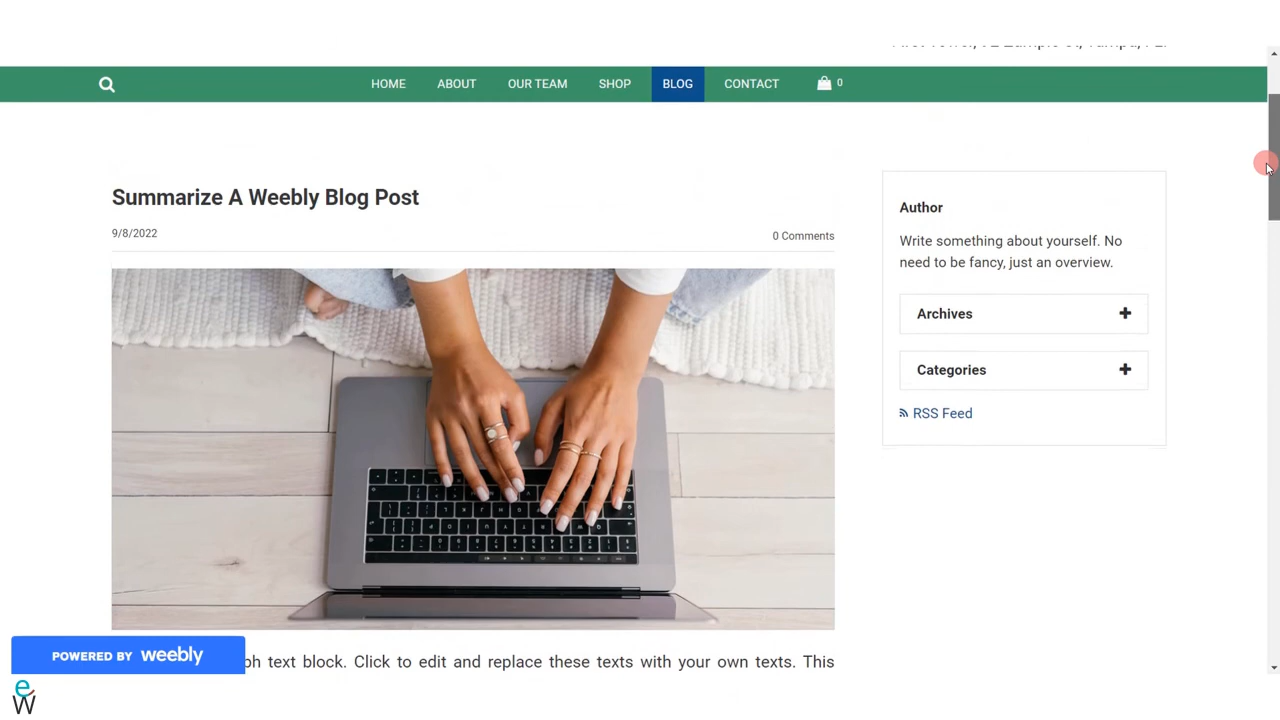 HOME ABOUT OUR TEAM SHOP BLOG CONTACT 0
Summarize A Weebly Blog Post
9/8/2022
0 Comments
Author
Write something about yourself. No
need to be fancy, just an overview.
Archives
Categories
RSS Feed
POWERED BY weebly
text block. Click to edit and replace these texts with your own texts. This
eW